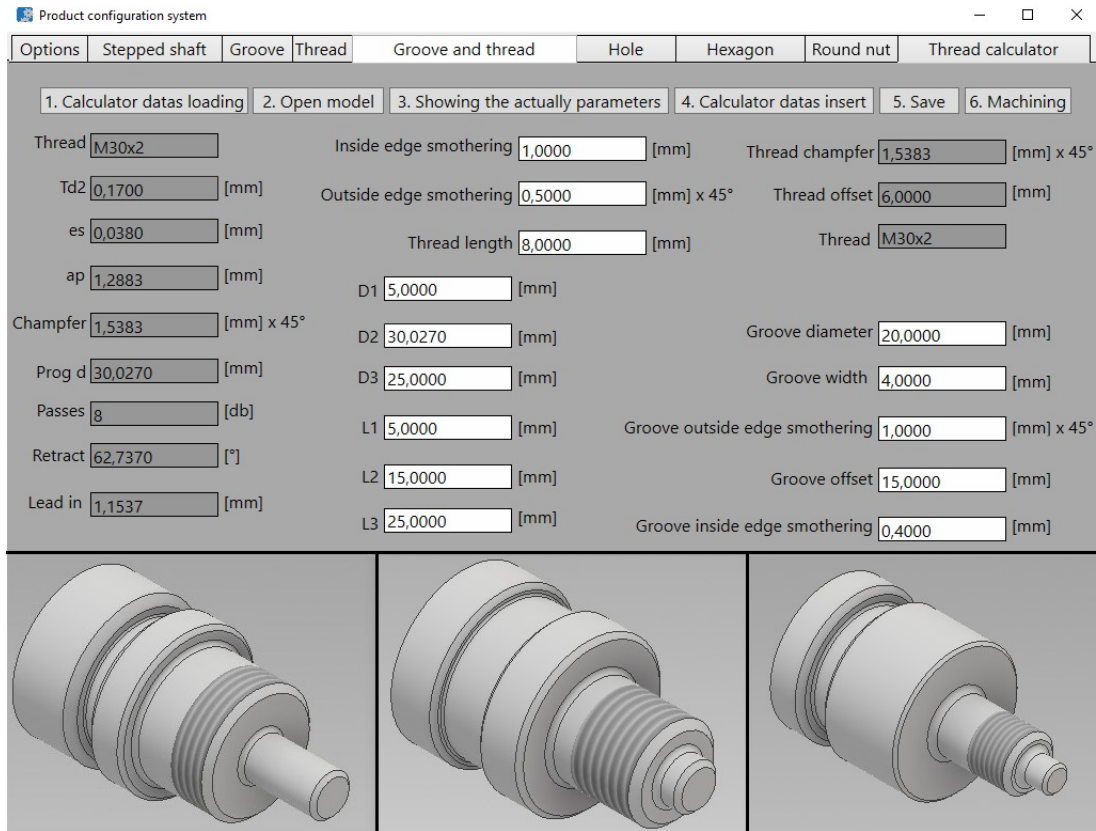 Product configuration system
Options Stepped shaft Groove Thread Groove and thread Hole Hexagon Round nut Thread calculator
1. Calculator datas loading 2. Open model 3. Showing the actually parameters 4. Calculator datas insert 5. Save 6. Machining
Thread M30x2
Td2 0,1700 [mm]
es 0,0380 [mm]
ap 1,2883 [mm]
Champfer 1,5383 [mm] x 45°
Prog d 30,0270 [mm]
Passes 8 [db]
Retract 62,7370 [°]
Lead in 1,1537 [mm]
Inside edge smothering 1,0000 [mm]
Outside edge smothering 0,5000 [mm] x 45°
Thread length 8,0000 [mm]
D1 5,0000 [mm]
D2 30,0270 [mm]
D3 25,0000 [mm]
L1 5,0000 [mm]
L2 15,0000 [mm]
L3 25,0000 [mm]
Thread champfer 1,5383 [mm] x 45°
Thread offset 6,0000 [mm]
Thread M30x2
Groove diameter 20,0000 [mm]
Groove width 4,0000 [mm]
Groove outside edge smothering 1,0000 [mm] x 45°
Groove offset 15,0000 [mm]
Groove inside edge smothering 0,4000 [mm]